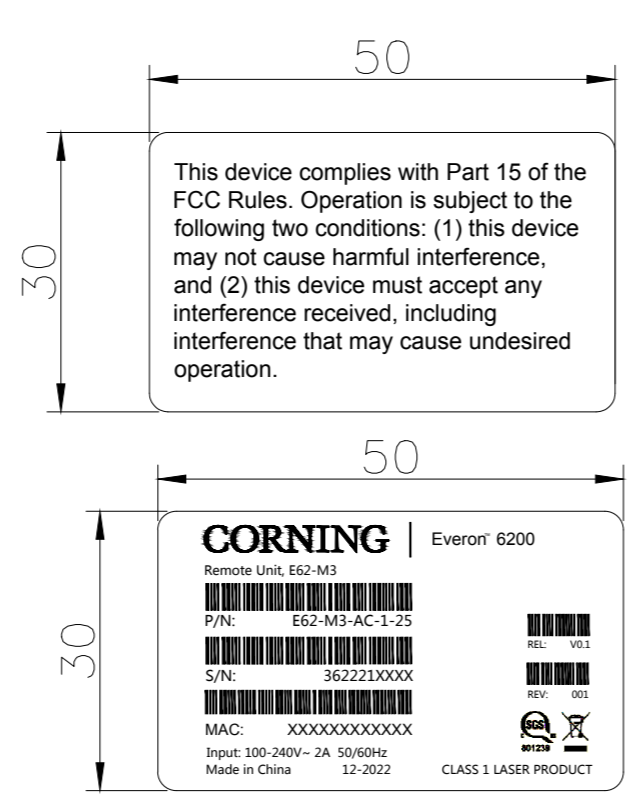 50
30
This device complies with Part 15 of the
FCC Rules. Operation is subject to the
following two conditions: (1) this device
may not cause harmful interference,
and (2) this device must accept any
interference received, including
interference that may cause undesired
operation.
50
30
CORNING | Everon™ 6200
Remote Unit, E62-M3
P/N: E62-M3-AC-1-25
REL: V0.1
S/N: 362221XXXX
REV: 001
MAC: XXXXXXXXXXXX
SGS
801239
Input: 100-240V~ 2A 50/60Hz
Made in China 12-2022 CLASS 1 LASER PRODUCT